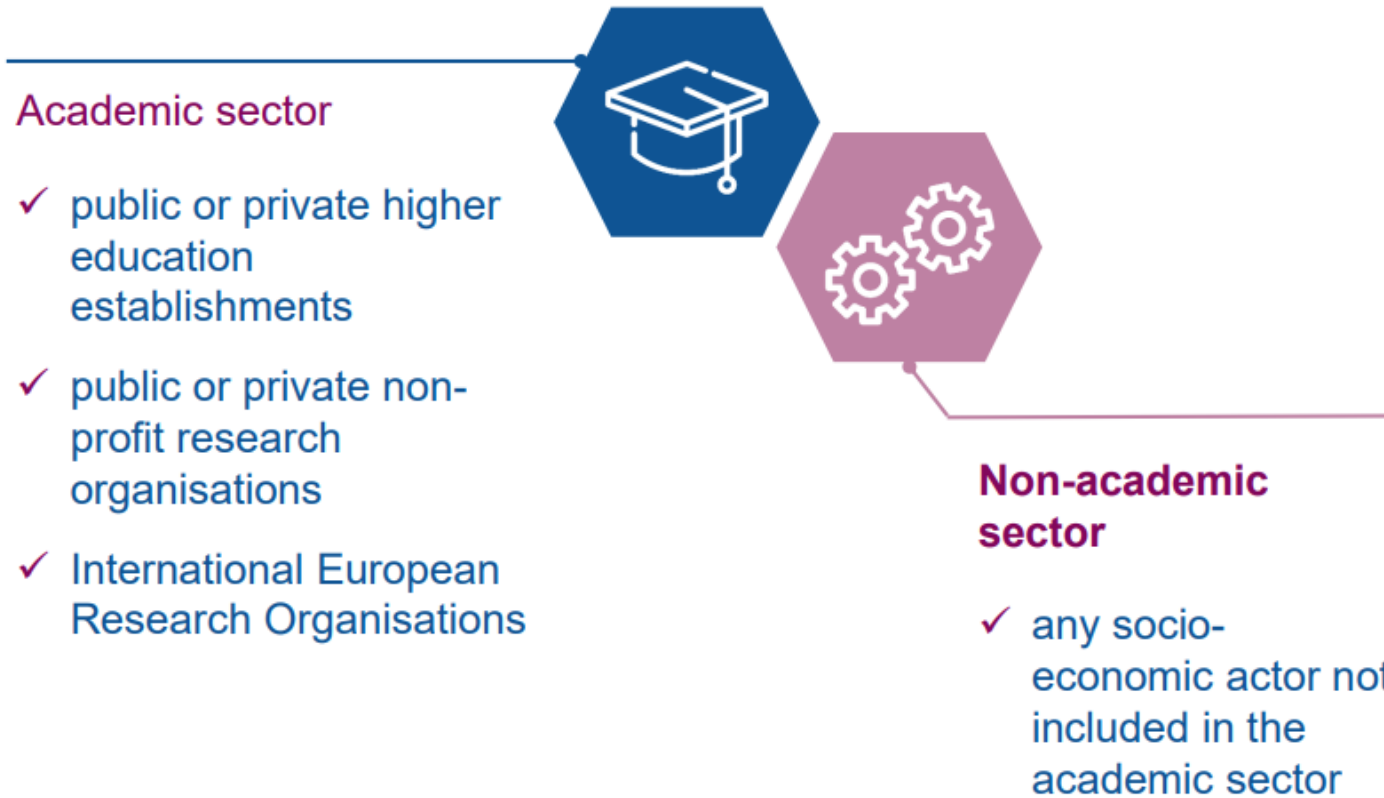 Academic sector
✓ public or private higher
education
establishments
✓ public or private non-
profit research
organisations
✓ International European
Research Organisations
Non-academic
sector
✓ any socio-
economic actor not
included in the
academic sector